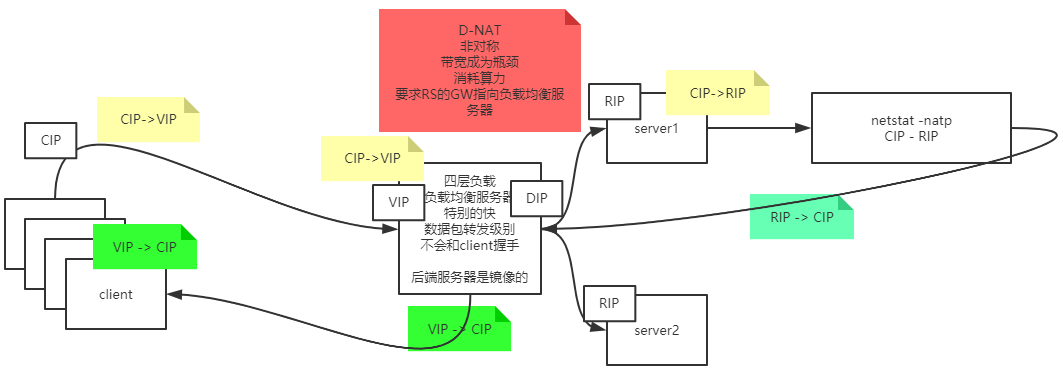 D-NAT
非对称
带宽成为瓶颈
消耗算力
要求RS的GW指向负载均衡服
务器
CIP
CIP->VIP
CIP->VIP
VIP
四层负载
负载均衡服务器
特别的快
数据包转发级别
不会和client握手
后端服务器是镜像的
DIP
RIP
server1
CIP->RIP
netstat -natp
CIP - RIP
RIP -> CIP
VIP -> CIP
client
VIP -> CIP
RIP
server2